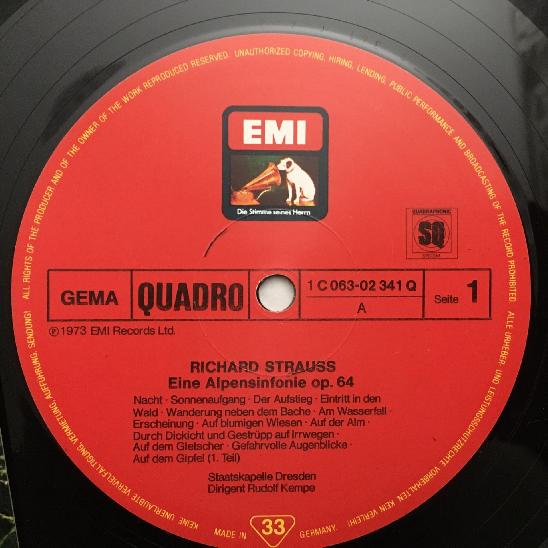 ALL RIGHTS OF THE PRODUCER AND OF THE OWNER OF THE WORK REPRODUCED RESERVED. UNAUTHORIZED COPYING, HIRING, LENDING, PUBLIC PERFORMANCE AND BROADCASTING OF THE RECORD PROHIBITED. ALLE URHEBER- UND LEISTUNGSSCHUTZRECHTE VORBEHALTEN. KEIN VERLEIH! KEINE UNERLAUBTE VERVIELFÄLTIGUNG, VERMIETUNG, AUFFÜHRUNG, SENDUNG!
EMI
Die Stimme seines Herrn
QUADRAPHONIC
SQ
SYSTEM
GEMA
QUADRO
1 C 063-02 341 Q
A
Seite 1
℗ 1973 EMI Records Ltd.
RICHARD STRAUSS
Eine Alpensinfonie op. 64
Nacht · Sonnenaufgang · Der Aufstieg · Eintritt in den
Wald · Wanderung neben dem Bache · Am Wasserfall ·
Erscheinung · Auf blumigen Wiesen · Auf der Alm ·
Durch Dickicht und Gestrüpp auf Irrwegen ·
Auf dem Gletscher · Gefahrvolle Augenblicke ·
Auf dem Gipfel (1. Teil)
Staatskapelle Dresden
Dirigent Rudolf Kempe
MADE IN 33 GERMANY